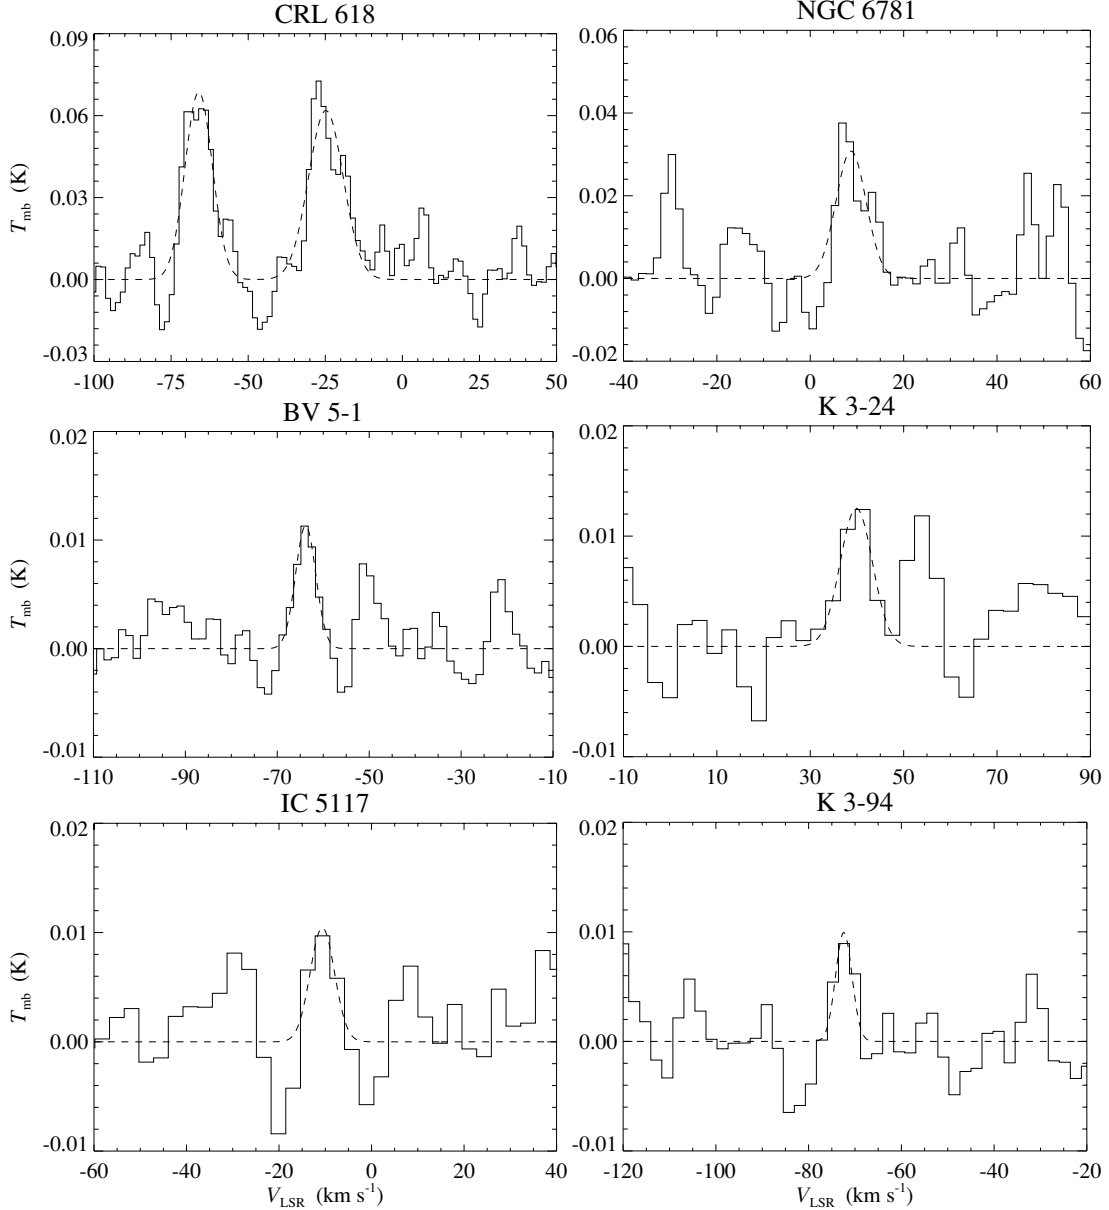 CRL 618
NGC 6781
0.09
0.06
0.03
0.00
-0.03
T_mb (K)
-100 -75 -50 -25 0 25 50
0.06
0.04
0.02
0.00
-0.02
-40 -20 0 20 40 60
BV 5-1
K 3-24
0.02
0.01
0.00
-0.01
T_mb (K)
-110 -90 -70 -50 -30 -10
0.02
0.01
0.00
-0.01
-10 10 30 50 70 90
IC 5117
K 3-94
0.02
0.01
0.00
-0.01
T_mb (K)
-60 -40 -20 0 20 40
V_LSR (km s⁻¹)
0.02
0.01
0.00
-0.01
-120 -100 -80 -60 -40 -20
V_LSR (km s⁻¹)